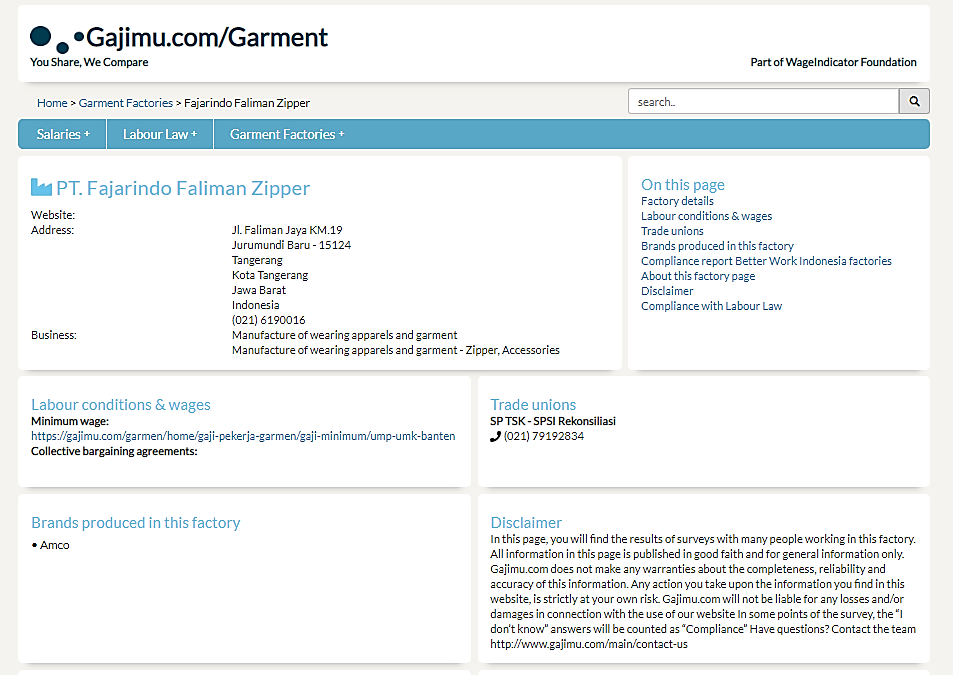 Gajimu.com/Garment
You Share, We Compare
Part of WageIndicator Foundation
Home > Garment Factories > Fajarindo Faliman Zipper
search..
Salaries +
Labour Law +
Garment Factories +
PT. Fajarindo Faliman Zipper
Website:
Address:
Jl. Faliman Jaya KM.19
Jurumundi Baru - 15124
Tangerang
Kota Tangerang
Jawa Barat
Indonesia
(021) 6190016
Business:
Manufacture of wearing apparels and garment
Manufacture of wearing apparels and garment - Zipper, Accessories
On this page
Factory details
Labour conditions & wages
Trade unions
Brands produced in this factory
Compliance report Better Work Indonesia factories
About this factory page
Disclaimer
Compliance with Labour Law
Labour conditions & wages
Minimum wage:
https://gajimu.com/garmen/home/gaji-pekerja-garmen/gaji-minimum/ump-umk-banten
Collective bargaining agreements:
Trade unions
SP TSK - SPSI Rekonsiliasi
(021) 79192834
Brands produced in this factory
• Amco
Disclaimer
In this page, you will find the results of surveys with many people working in this factory.
All information in this page is published in good faith and for general information only.
Gajimu.com does not make any warranties about the completeness, reliability and
accuracy of this information. Any action you take upon the information you find in this
website, is strictly at your own risk. Gajimu.com will not be liable for any losses and/or
damages in connection with the use of our website In some points of the survey, the “I
don’t know” answers will be counted as “Compliance” Have questions? Contact the team
http://www.gajimu.com/main/contact-us